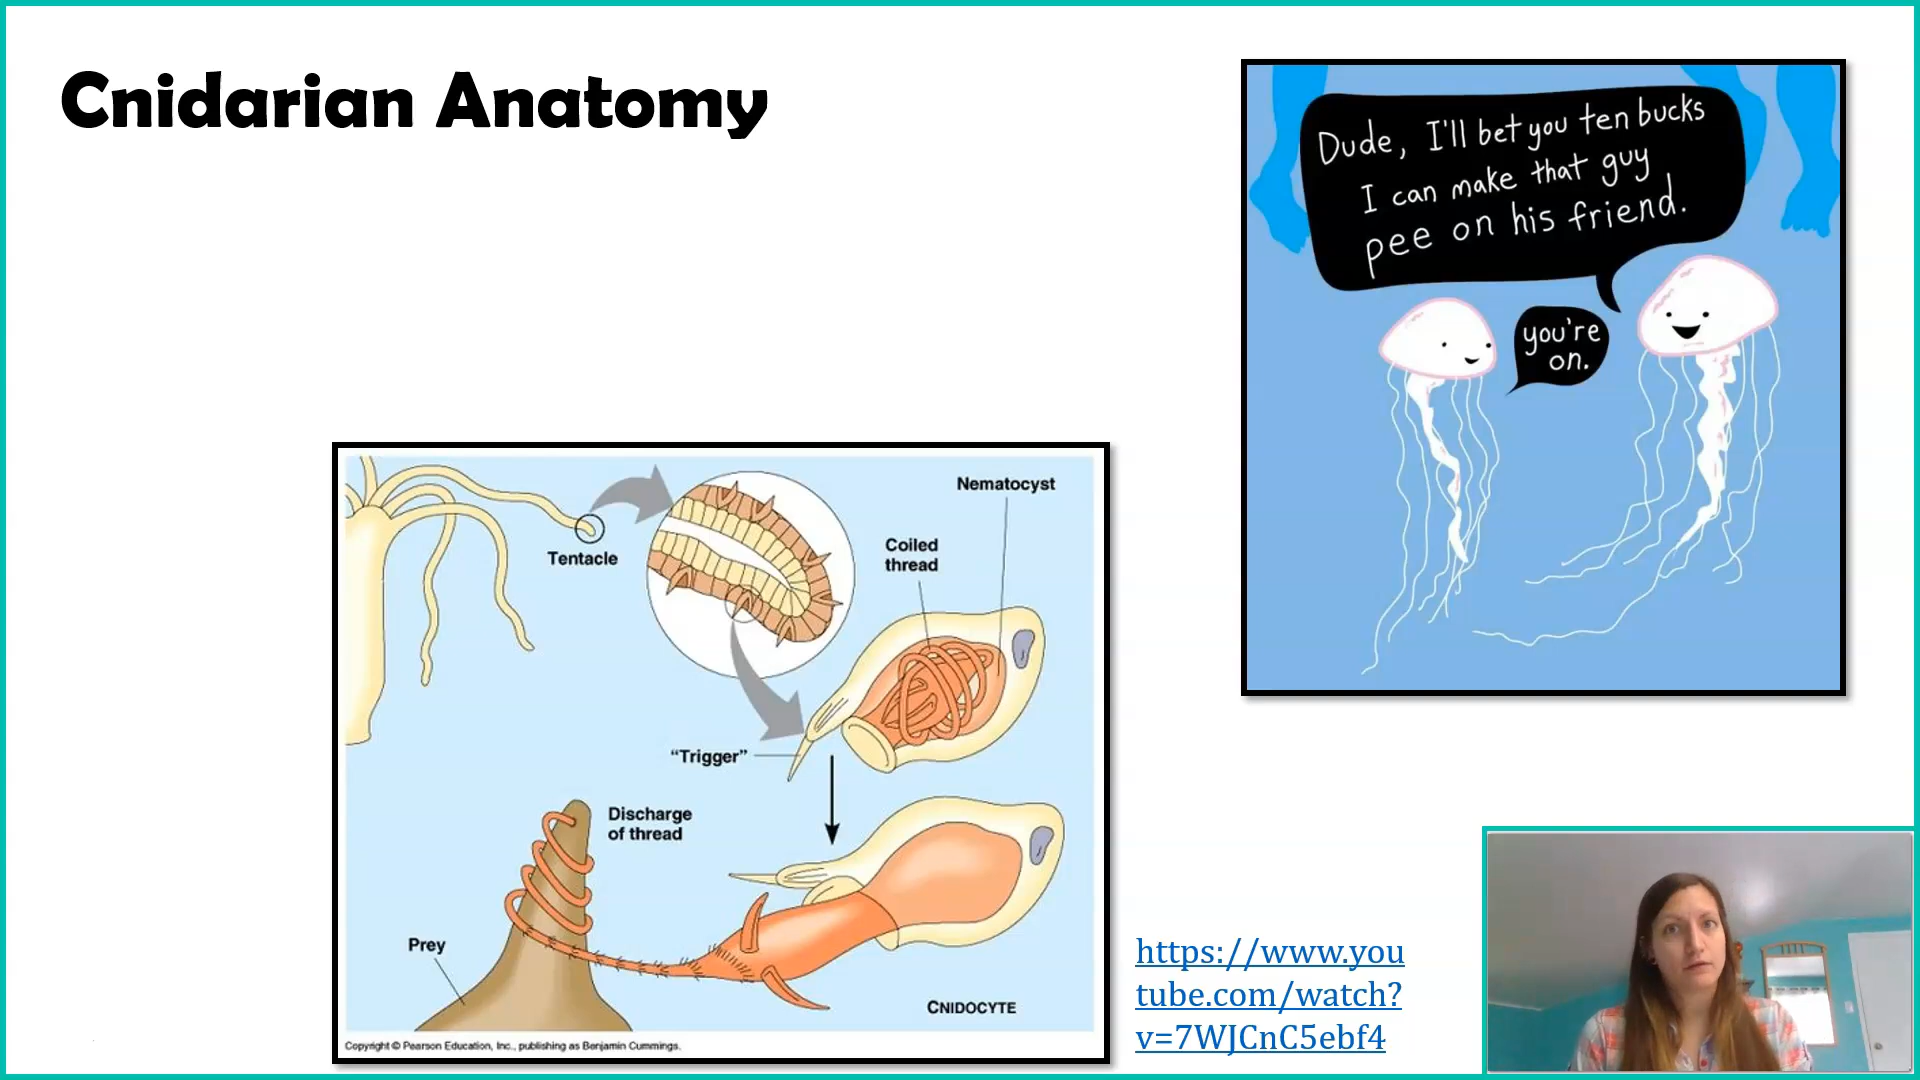 Cnidarian Anatomy
Dude, I'll bet you ten bucks
I can make that guy
pee on his friend.
you're
on.
Nematocyst
Coiled
thread
Tentacle
"Trigger"
Discharge
of thread
Prey
CNIDOCYTE
Copyright © Pearson Education, Inc., publishing as Benjamin Cummings.
https://www.you
tube.com/watch?
v=7WJCnC5ebf4